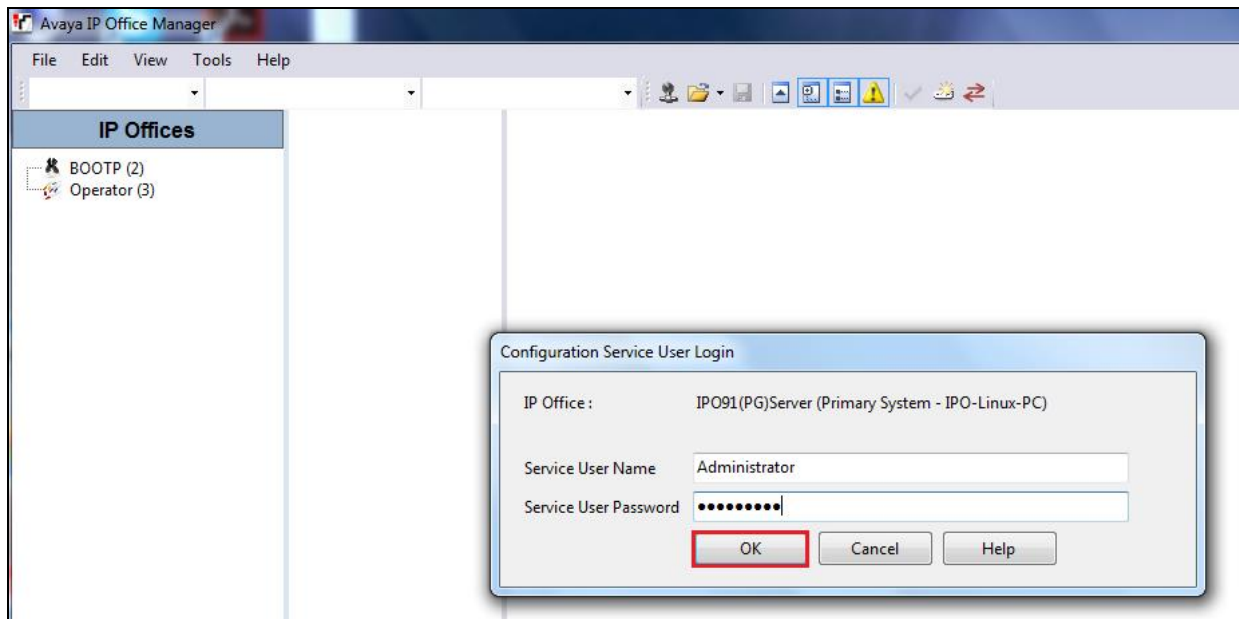 Avaya IP Office Manager
File Edit View Tools Help
IP Offices
BOOTP (2)
Operator (3)
Configuration Service User Login
IP Office : IPO91(PG)Server (Primary System - IPO-Linux-PC)
Service User Name Administrator
Service User Password •••••••••
OK Cancel Help